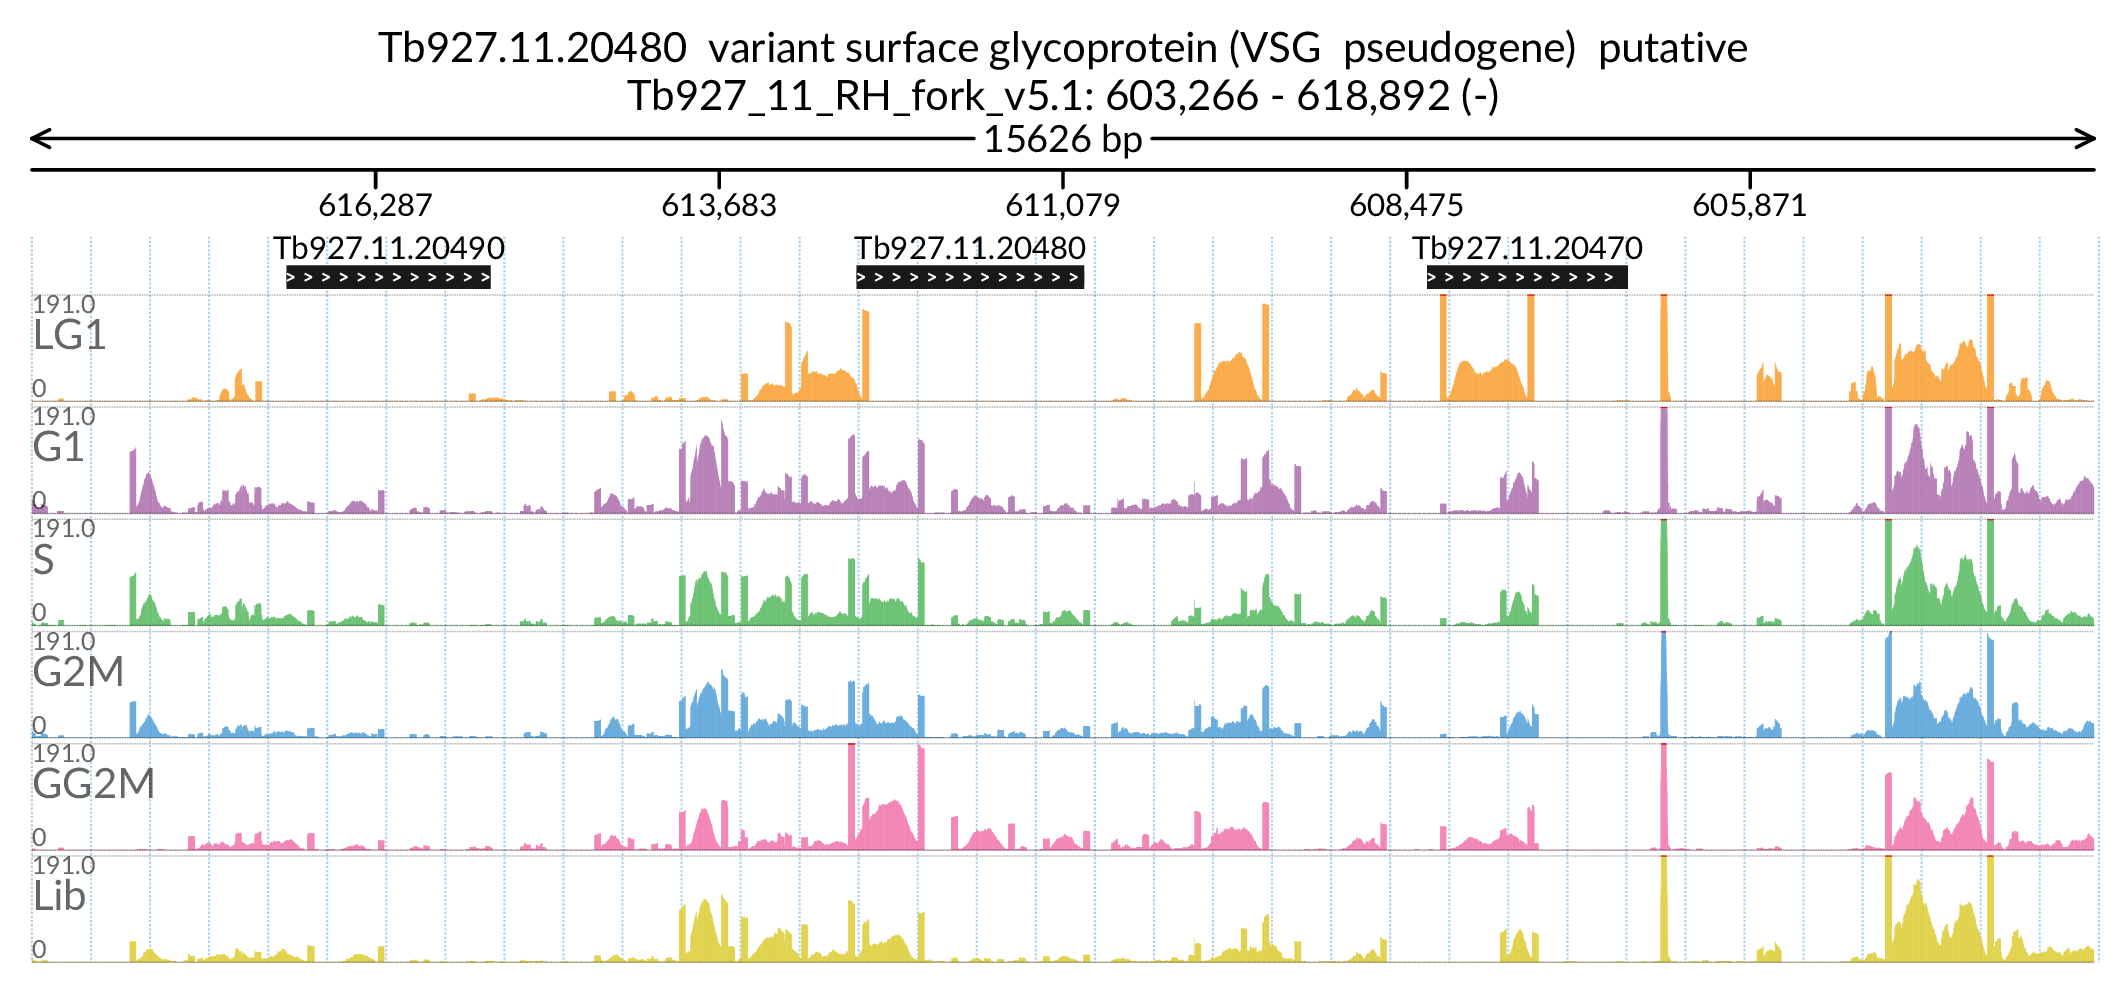 Tb927.11.20480  variant surface glycoprotein (VSG  pseudogene)  putative
Tb927_11_RH_fork_v5.1: 603,266 - 618,892 (-)
15626 bp
616,287 613,683 611,079 608,475 605,871
Tb927.11.20490 Tb927.11.20480 Tb927.11.20470
191.0
LG1
0
191.0
G1
0
191.0
S
0
191.0
G2M
0
191.0
GG2M
0
191.0
Lib
0